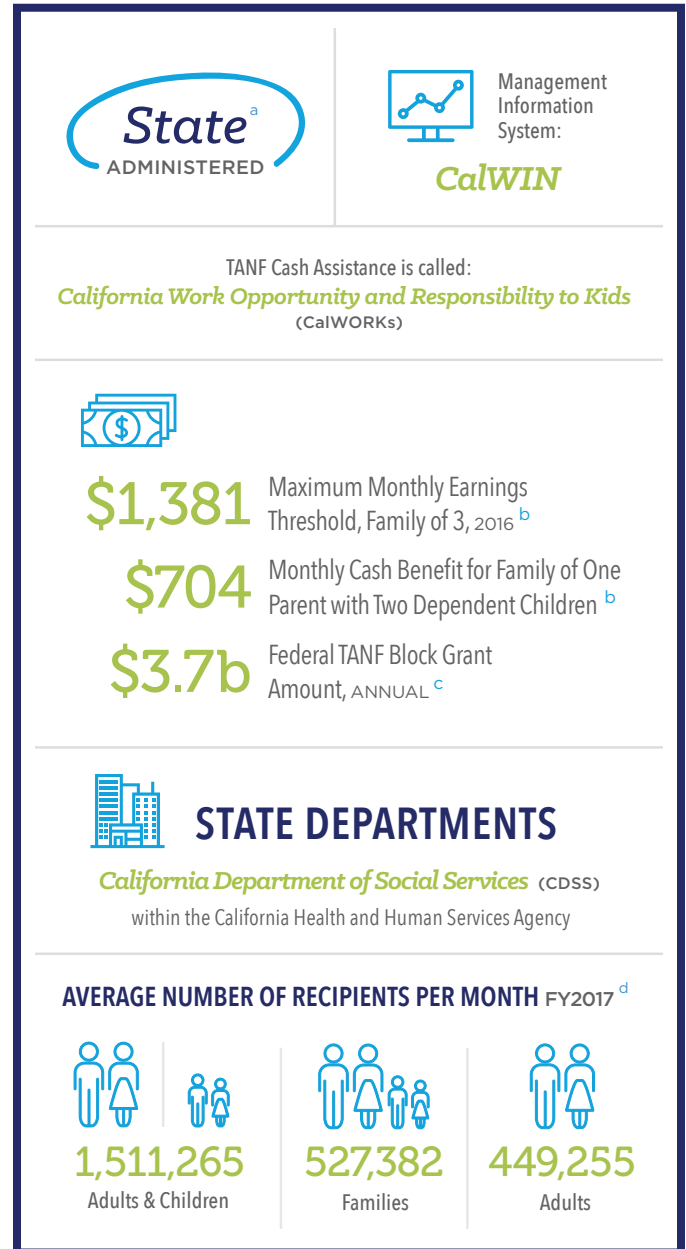 State a
ADMINISTERED
Management
Information
System:
CalWIN
TANF Cash Assistance is called:
California Work Opportunity and Responsibility to Kids
(CalWORKs)
$
$1,381
Maximum Monthly Earnings
Threshold, Family of 3, 2016 b
$704
Monthly Cash Benefit for Family of One
Parent with Two Dependent Children b
$3.7b
Federal TANF Block Grant
Amount, ANNUAL c
STATE DEPARTMENTS
California Department of Social Services (CDSS)
within the California Health and Human Services Agency
AVERAGE NUMBER OF RECIPIENTS PER MONTH FY2017 d
1,511,265
Adults & Children
527,382
Families
449,255
Adults